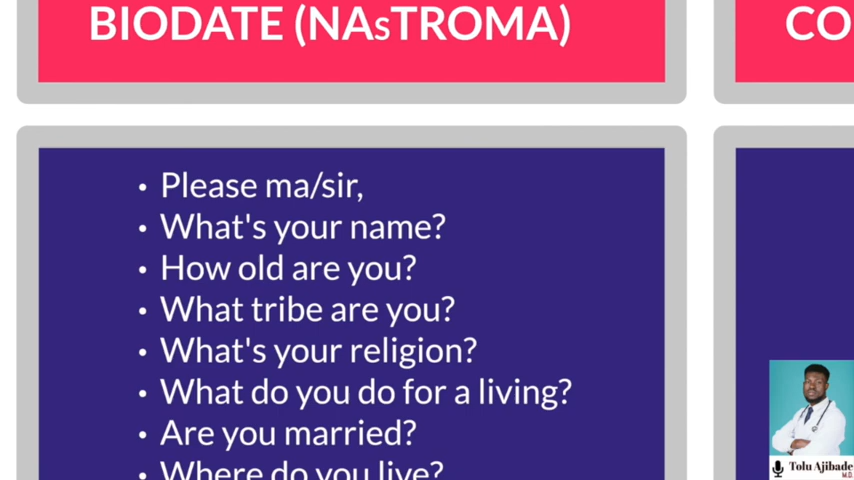 BIODATE (NAsTROMA)
CO
• Please ma/sir,
• What's your name?
• How old are you?
• What tribe are you?
• What's your religion?
• What do you do for a living?
• Are you married?
• Where do you live?
Tolu Ajibade
M.D.